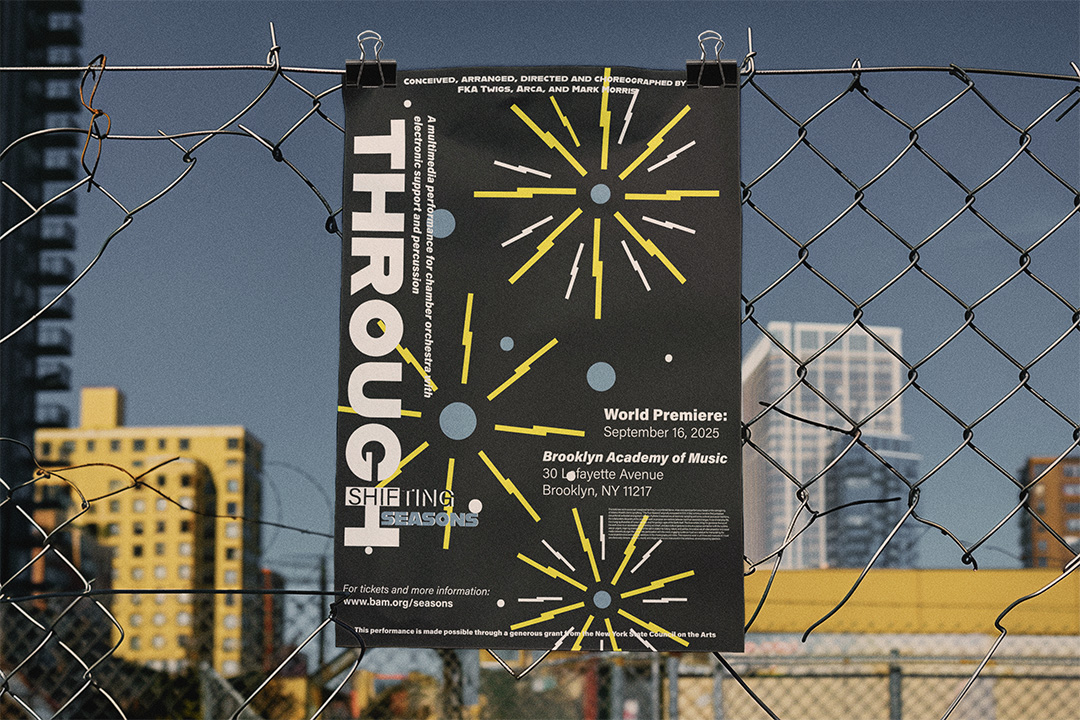 CONCEIVED, ARRANGED, DIRECTED AND CHOREOGRAPHED BY
FKA TWIGS, ARCA, AND MARK MORRIS
A multimedia performance for chamber orchestra with
electronic support and percussion
THROUGH
SHIFTING
SEASONS
World Premiere:
September 16, 2025
Brooklyn Academy of Music
30 Lafayette Avenue
Brooklyn, NY 11217
For tickets and more information:
www.bam.org/seasons
This performance is made possible through a generous grant from the New York State Council on the Arts